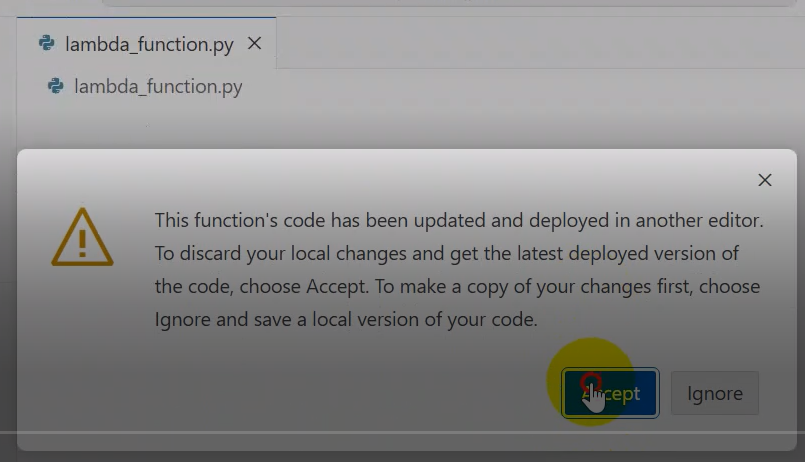 lambda_function.py
lambda_function.py
This function's code has been updated and deployed in another editor.
To discard your local changes and get the latest deployed version of
the code, choose Accept. To make a copy of your changes first, choose
Ignore and save a local version of your code.
Accept Ignore